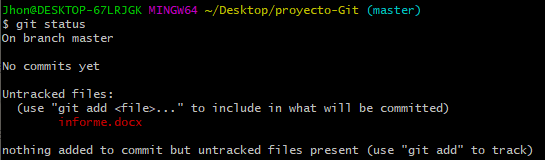 Jhon@DESKTOP-67LRJGK MINGW64 ~/Desktop/proyecto-Git (master)
$ git status
On branch master
No commits yet
Untracked files:
(use "git add <file>..." to include in what will be committed)
informe.docx
nothing added to commit but untracked files present (use "git add" to track)